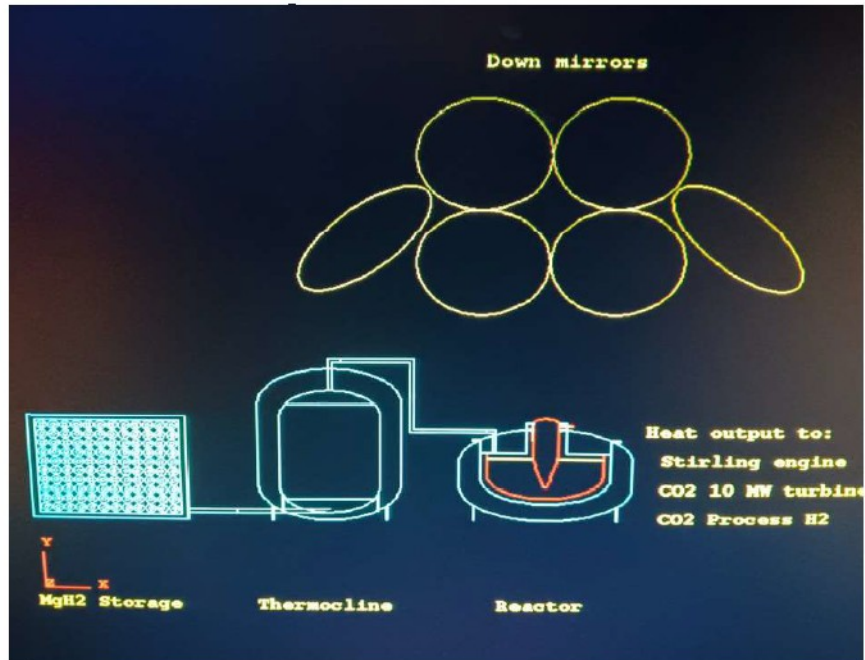 Down mirrors
Heat output to:
Stirling engine
CO2 10 MW turbine
CO2 Process H2
Y
Z
X
MgH2 Storage
Thermocline
Reactor